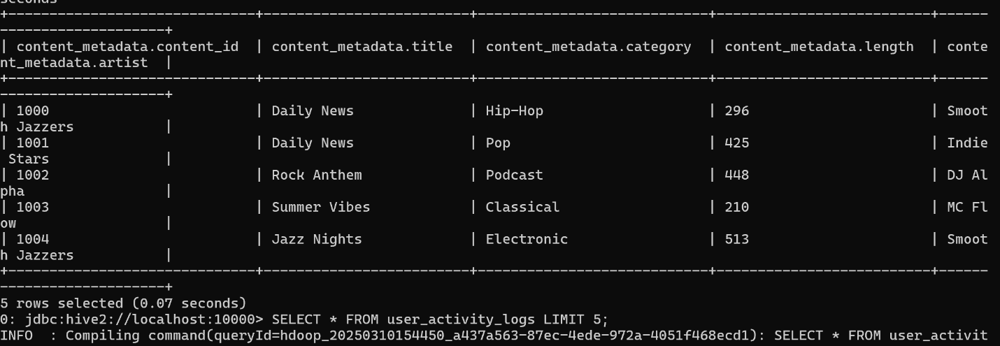 seconds
+------------------------------+--------------------------+-----------------------------+---------------------------+------
--------------------+
| content_metadata.content_id  | content_metadata.title  | content_metadata.category  | content_metadata.length  | conte
nt_metadata.artist  |
+------------------------------+--------------------------+-----------------------------+---------------------------+------
--------------------+
| 1000                         | Daily News              | Hip-Hop                    | 296                      | Smoot
h Jazzers           |
| 1001                         | Daily News              | Pop                        | 425                      | Indie
 Stars              |
| 1002                         | Rock Anthem             | Podcast                    | 448                      | DJ Al
pha                 |
| 1003                         | Summer Vibes            | Classical                  | 210                      | MC Fl
ow                  |
| 1004                         | Jazz Nights             | Electronic                 | 513                      | Smoot
h Jazzers           |
+------------------------------+--------------------------+-----------------------------+---------------------------+------
--------------------+
5 rows selected (0.07 seconds)
0: jdbc:hive2://localhost:10000> SELECT * FROM user_activity_logs LIMIT 5;
INFO  : Compiling command(queryId=hdoop_20250310154450_a437a563-87ec-4ede-972a-4051f468ecd1): SELECT * FROM user_activit